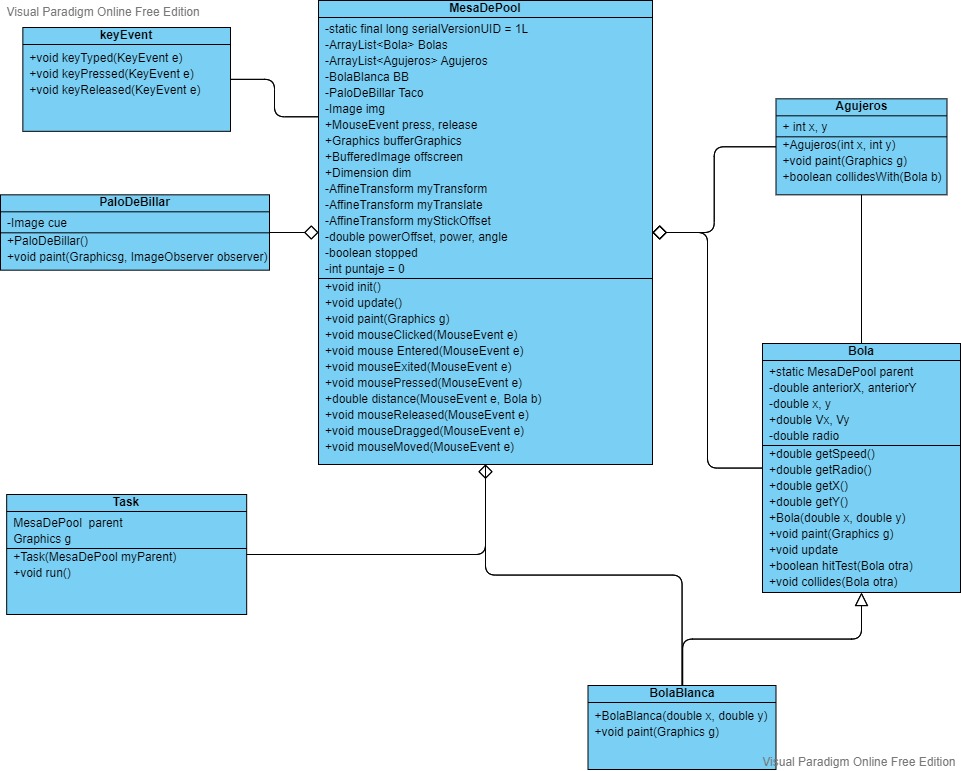 Visual Paradigm Online Free Edition
keyEvent
+void keyTyped(KeyEvent e)
+void keyPressed(KeyEvent e)
+void keyReleased(KeyEvent e)
MesaDePool
-static final long serialVersionUID = 1L
-ArrayList<Bola> Bolas
-ArrayList<Agujeros> Agujeros
-BolaBlanca BB
-PaloDeBillar Taco
-Image img
+MouseEvent press, release
+Graphics bufferGraphics
+BufferedImage offscreen
+Dimension dim
-AffineTransform myTransform
-AffineTransform myTranslate
-AffineTransform myStickOffset
-double powerOffset, power, angle
-boolean stopped
-int puntaje = 0
+void init()
+void update()
+void paint(Graphics g)
+void mouseClicked(MouseEvent e)
+void mouse Entered(MouseEvent e)
+void mouseExited(MouseEvent e)
+void mousePressed(MouseEvent e)
+double distance(MouseEvent e, Bola b)
+void mouseReleased(MouseEvent e)
+void mouseDragged(MouseEvent e)
+void mouseMoved(MouseEvent e)
Agujeros
+ int x, y
+Agujeros(int x, int y)
+void paint(Graphics g)
+boolean collidesWith(Bola b)
PaloDeBillar
-Image cue
+PaloDeBillar()
+void paint(Graphicsg, ImageObserver observer)
Bola
+static MesaDePool parent
-double anteriorX, anteriorY
-double x, y
+double Vx, Vy
-double radio
+double getSpeed()
+double getRadio()
+double getX()
+double getY()
+Bola(double x, double y)
+void paint(Graphics g)
+void update
+boolean hitTest(Bola otra)
+void collides(Bola otra)
Task
MesaDePool  parent
Graphics g
+Task(MesaDePool myParent)
+void run()
BolaBlanca
+BolaBlanca(double x, double y)
+void paint(Graphics g)
Visual Paradigm Online Free Edition